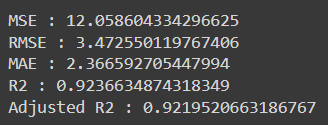 MSE : 12.058604334296625
RMSE : 3.472550119767406
MAE : 2.366592705447994
R2 : 0.9236634874318349
Adjusted R2 : 0.9219520663186767